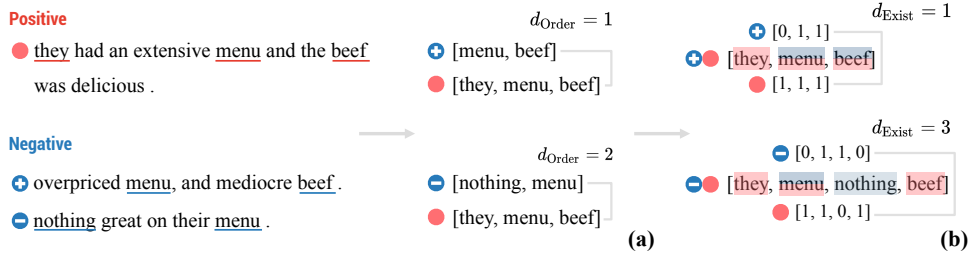 Positive
they had an extensive menu and the beef
was delicious .
Negative
overpriced menu, and mediocre beef .
nothing great on their menu .
d_Order = 1
[menu, beef]
[they, menu, beef]
d_Order = 2
[nothing, menu]
[they, menu, beef]
(a)
d_Exist = 1
[0, 1, 1]
[they, menu, beef]
[1, 1, 1]
d_Exist = 3
[0, 1, 1, 0]
[they, menu, nothing, beef]
[1, 1, 0, 1]
(b)